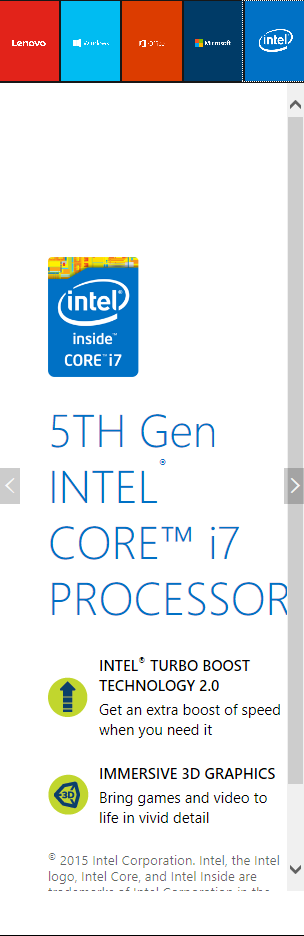 Lenovo
Windows
Office
Microsoft
intel®
intel®
inside™
CORE™ i7
5TH Gen
INTEL®
CORE™ i7
PROCESSOR
INTEL® TURBO BOOST
TECHNOLOGY 2.0
Get an extra boost of speed
when you need it
3D
IMMERSIVE 3D GRAPHICS
Bring games and video to
life in vivid detail
© 2015 Intel Corporation. Intel, the Intel
logo, Intel Core, and Intel Inside are
trademarks of Intel Corporation in the